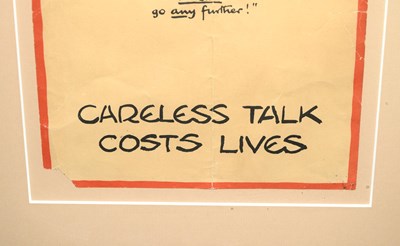 go any further!"
CARELESS TALK
COSTS LIVES